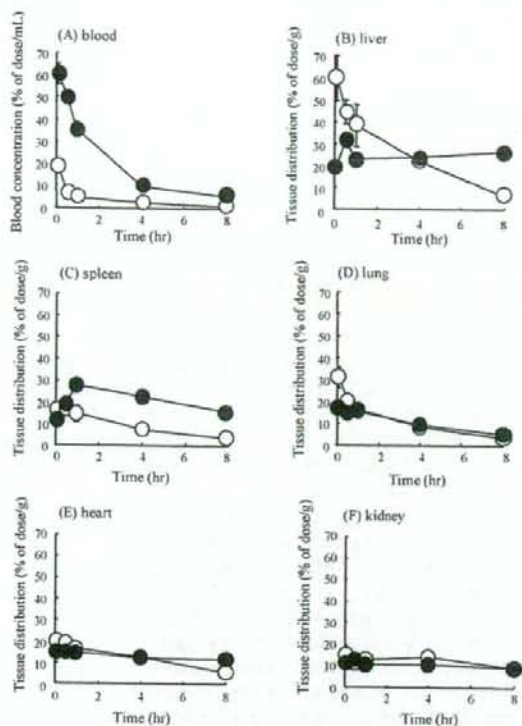 (A) blood
Blood concentration (% of dose/mL)
70
60
50
40
30
20
10
0
0 2 4 6 8
Time (hr)
(B) liver
Tissue distribution (% of dose/g)
70
60
50
40
30
20
10
0
0 2 4 6 8
Time (hr)
(C) spleen
Tissue distribution (% of dose/g)
70
60
50
40
30
20
10
0
0 2 4 6 8
Time (hr)
(D) lung
Tissue distribution (% of dose/g)
70
60
50
40
30
20
10
0
0 2 4 6 8
Time (hr)
(E) heart
Tissue distribution (% of dose/g)
70
60
50
40
30
20
10
0
0 2 4 6 8
Time (hr)
(F) kidney
Tissue distribution (% of dose/g)
70
60
50
40
30
20
10
0
0 2 4 6 8
Time (hr)